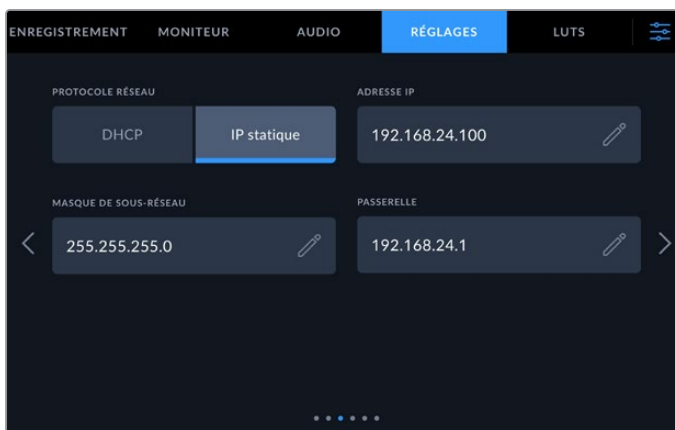 ENREGISTREMENT MONITEUR AUDIO RÉGLAGES LUTS
PROTOCOLE RÉSEAU ADRESSE IP
DHCP IP statique 192.168.24.100
MASQUE DE SOUS-RÉSEAU PASSERELLE
255.255.255.0 192.168.24.1